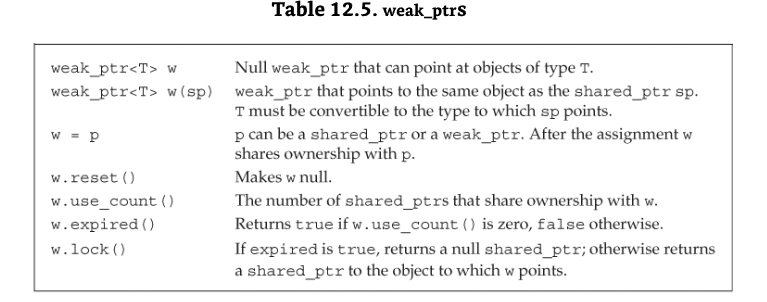 Table 12.5. weak_ptrs
weak_ptr<T> w Null weak_ptr that can point at objects of type T.
weak_ptr<T> w(sp) weak_ptr that points to the same object as the shared_ptr sp.
T must be convertible to the type to which sp points.
w = p p can be a shared_ptr or a weak_ptr. After the assignment w
shares ownership with p.
w.reset() Makes w null.
w.use_count() The number of shared_ptrs that share ownership with w.
w.expired() Returns true if w.use_count() is zero, false otherwise.
w.lock() If expired is true, returns a null shared_ptr; otherwise returns
a shared_ptr to the object to which w points.